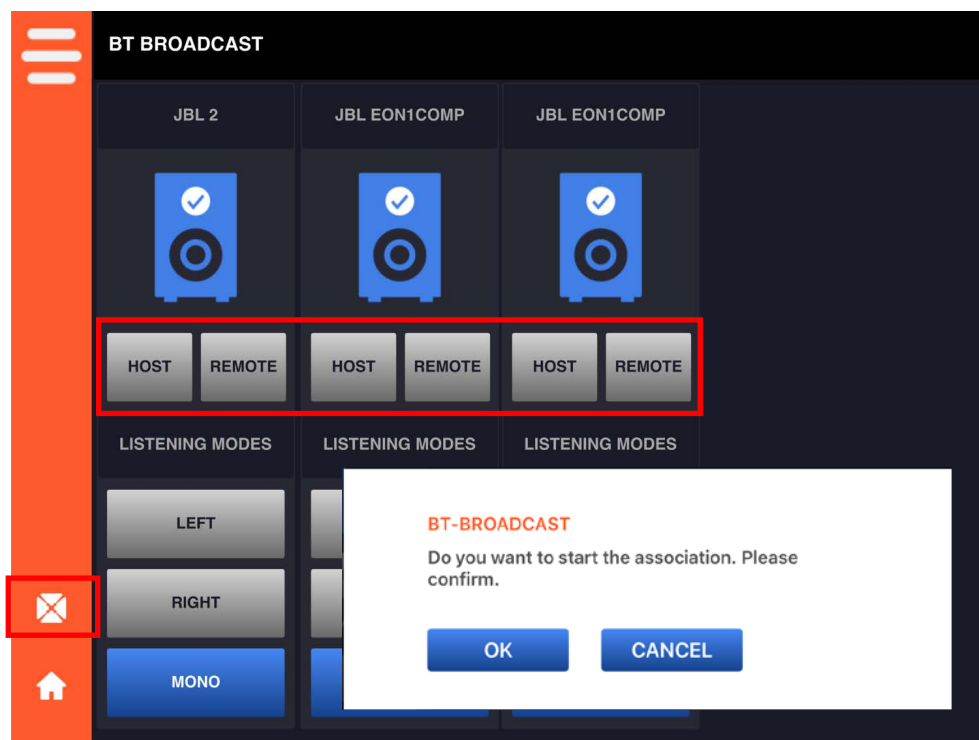 BT BROADCAST
JBL 2
JBL EON1COMP
JBL EON1COMP
HOST
REMOTE
HOST
REMOTE
HOST
REMOTE
LISTENING MODES
LISTENING MODES
LISTENING MODES
LEFT
RIGHT
MONO
BT-BROADCAST
Do you want to start the association. Please
confirm.
OK
CANCEL